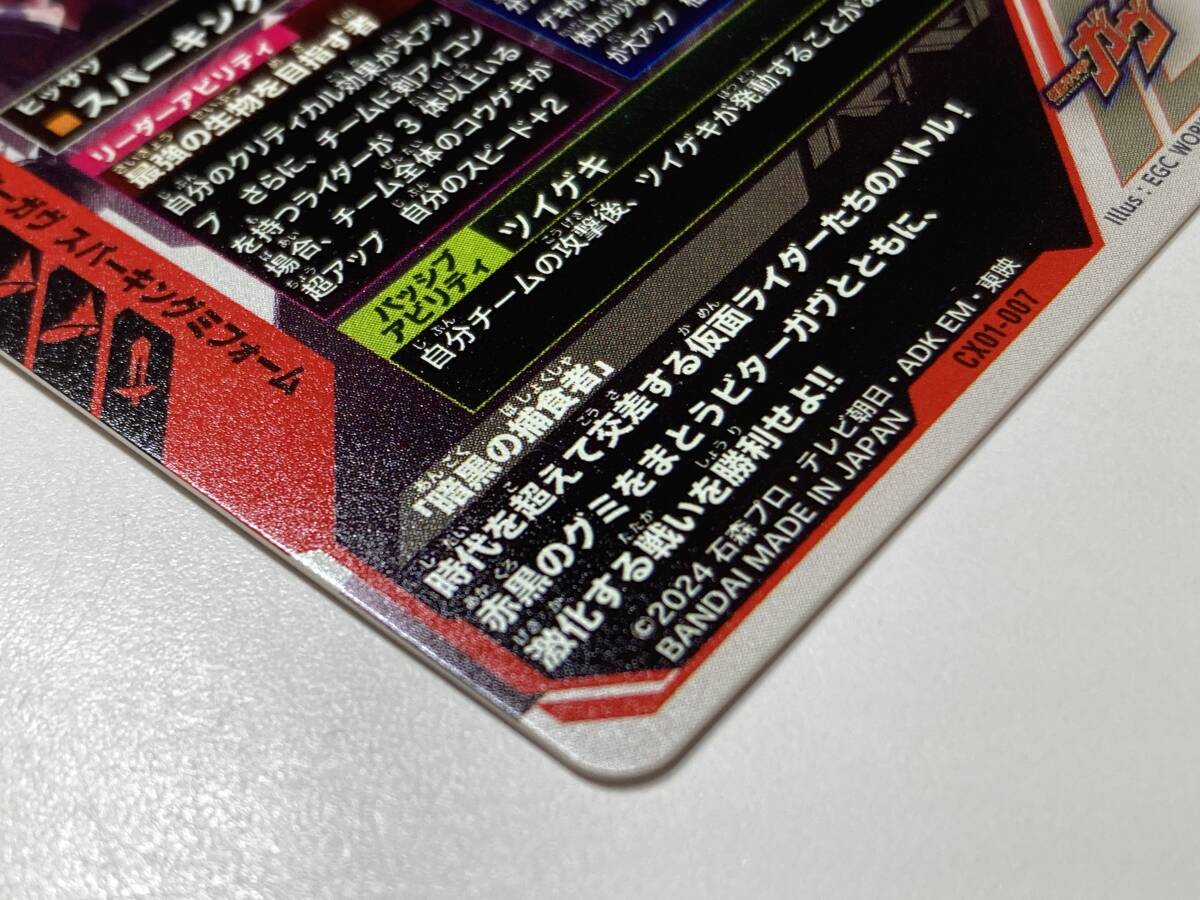 ヒッサツ
スパーキング
リーダーアビリティ
最強の生物を目指す者
自分のクリティカル効果が大アッ
プ さらに、チームに剣アイコン
を持つライダーが3体以上いる
場合、チーム全体のコウゲキが
超アップ 自分のスピード+2
が大アップ
パッシブ
アビリティ
ツイゲキ
自分チームの攻撃後、ツイゲキが発動することが
ーガヴ スパーキングミフォーム
「暗黒の捕食者」
時代を超えて交差する仮面ライダーたちのバトル!
赤黒のグミをまとうビターガヴとともに、
激化する戦いを勝利せよ!!
©2024 石森プロ・テレビ朝日・ADK EM・東映
BANDAI MADE IN JAPAN
CX01-007
ガヴ
Illus:EGC WOR